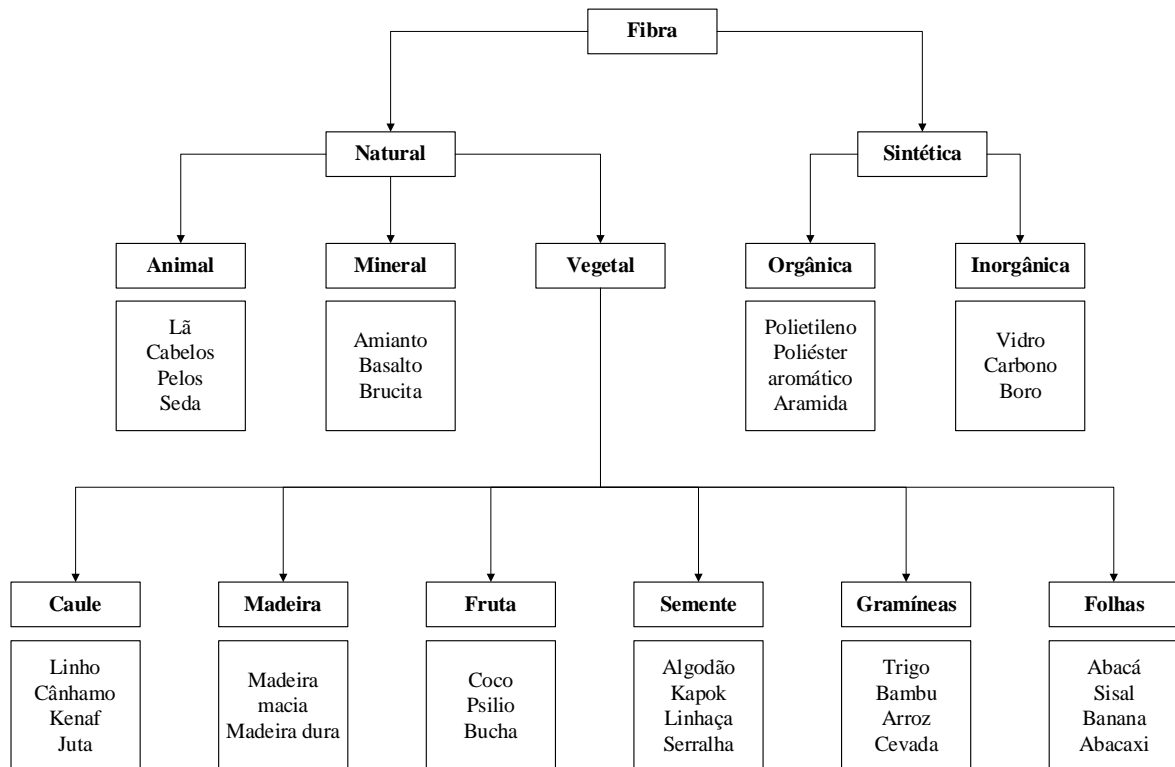 Fibra
Natural
Sintética
Animal
Mineral
Vegetal
Orgânica
Inorgânica
Lã
Cabelos
Pelos
Seda
Amianto
Basalto
Brucita
Polietileno
Poliéster
aromático
Aramida
Vidro
Carbono
Boro
Caule
Madeira
Fruta
Semente
Gramíneas
Folhas
Linho
Cânhamo
Kenaf
Juta
Madeira
macia
Madeira dura
Coco
Psilio
Bucha
Algodão
Kapok
Linhaça
Serralha
Trigo
Bambu
Arroz
Cevada
Abacá
Sisal
Banana
Abacaxi